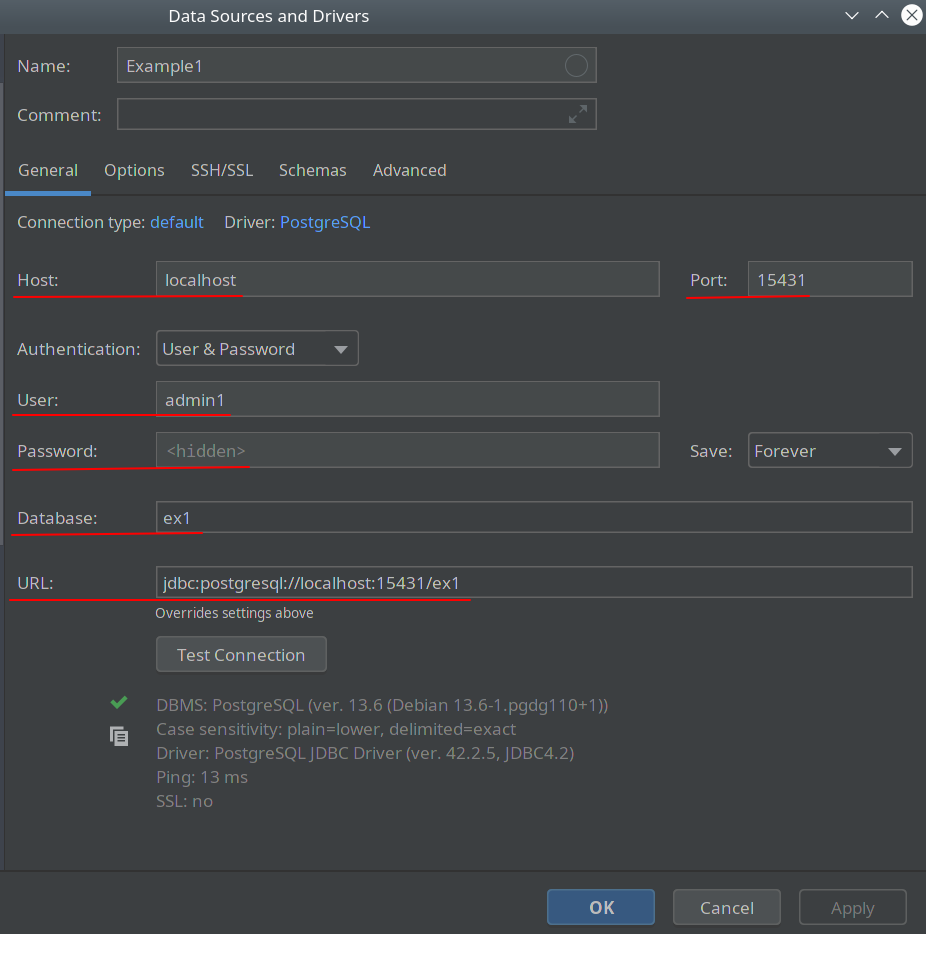 Data Sources and Drivers
Name: Example1
Comment:
General Options SSH/SSL Schemas Advanced
Connection type: default Driver: PostgreSQL
Host: localhost Port: 15431
Authentication: User & Password
User: admin1
Password: <hidden> Save: Forever
Database: ex1
URL: jdbc:postgresql://localhost:15431/ex1
Overrides settings above
Test Connection
DBMS: PostgreSQL (ver. 13.6 (Debian 13.6-1.pgdg110+1))
Case sensitivity: plain=lower, delimited=exact
Driver: PostgreSQL JDBC Driver (ver. 42.2.5, JDBC4.2)
Ping: 13 ms
SSL: no
OK Cancel Apply